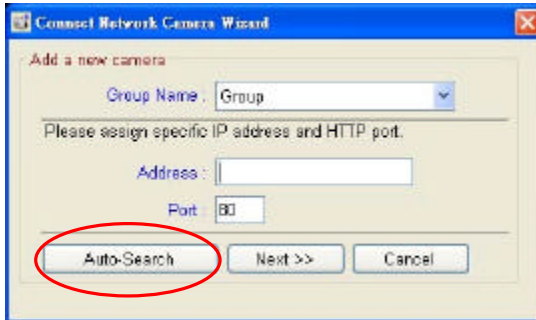 Connect Network Camera Wizard
Add a new camera
Group Name : Group
Please assign specific IP address and HTTP port.
Address :
Port : 80
Auto-Search Next >> Cancel